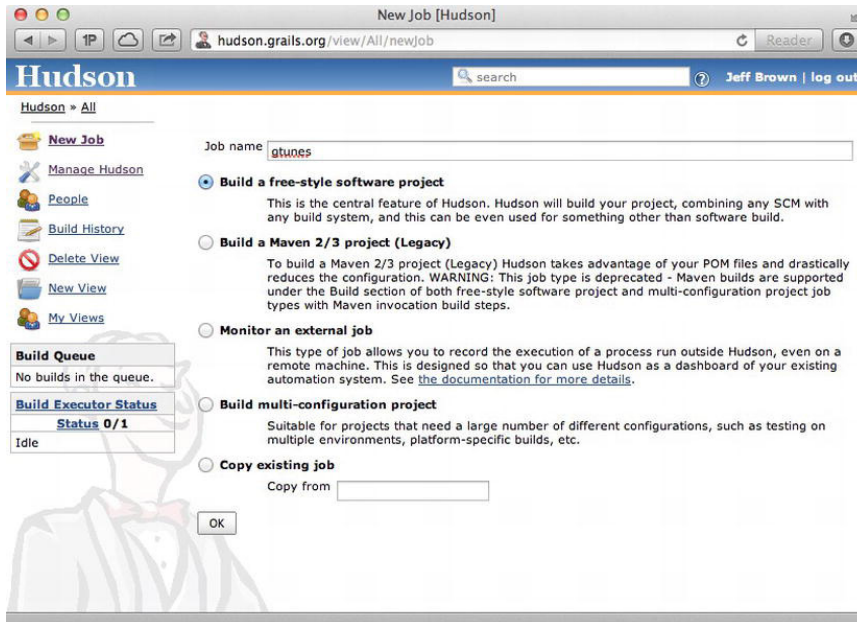 New Job [Hudson]
1P
hudson.grails.org/view/All/newJob
Reader
Hudson
search
?
Jeff Brown | log out
Hudson » All
New Job
Manage Hudson
People
Build History
Delete View
New View
My Views
Build Queue
No builds in the queue.
Build Executor Status
Status 0/1
Idle
Job name gtunes
Build a free-style software project
This is the central feature of Hudson. Hudson will build your project, combining any SCM with
any build system, and this can be even used for something other than software build.
Build a Maven 2/3 project (Legacy)
To build a Maven 2/3 project (Legacy) Hudson takes advantage of your POM files and drastically
reduces the configuration. WARNING: This job type is deprecated - Maven builds are supported
under the Build section of both free-style software project and multi-configuration project job
types with Maven invocation build steps.
Monitor an external job
This type of job allows you to record the execution of a process run outside Hudson, even on a
remote machine. This is designed so that you can use Hudson as a dashboard of your existing
automation system. See the documentation for more details.
Build multi-configuration project
Suitable for projects that need a large number of different configurations, such as testing on
multiple environments, platform-specific builds, etc.
Copy existing job
Copy from
OK